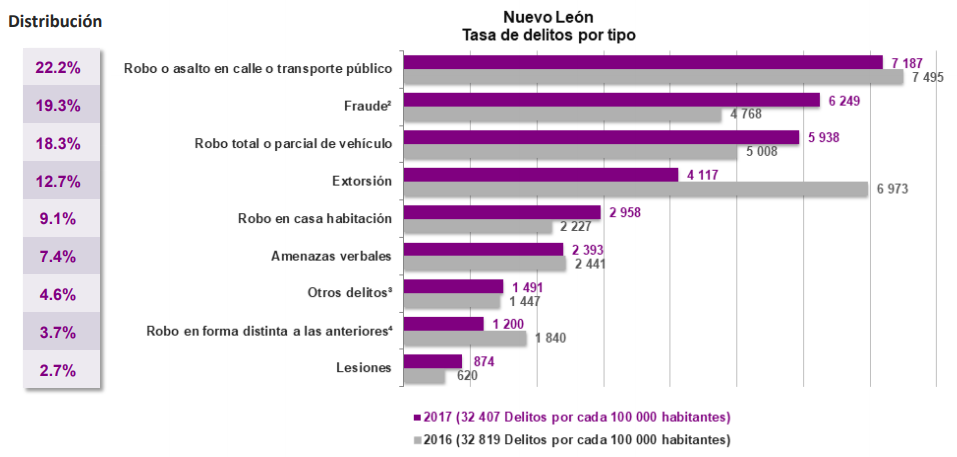 Distribución
Nuevo León
Tasa de delitos por tipo
22.2%
Robo o asalto en calle o transporte público
7 187
7 495
19.3%
Fraude²
6 249
4 768
18.3%
Robo total o parcial de vehículo
5 938
5 008
12.7%
Extorsión
4 117
6 973
9.1%
Robo en casa habitación
2 958
2 227
7.4%
Amenazas verbales
2 393
2 441
4.6%
Otros delitos³
1 491
1 447
3.7%
Robo en forma distinta a las anteriores⁴
1 200
1 840
2.7%
Lesiones
874
620
2017 (32 407 Delitos por cada 100 000 habitantes)
2016 (32 819 Delitos por cada 100 000 habitantes)